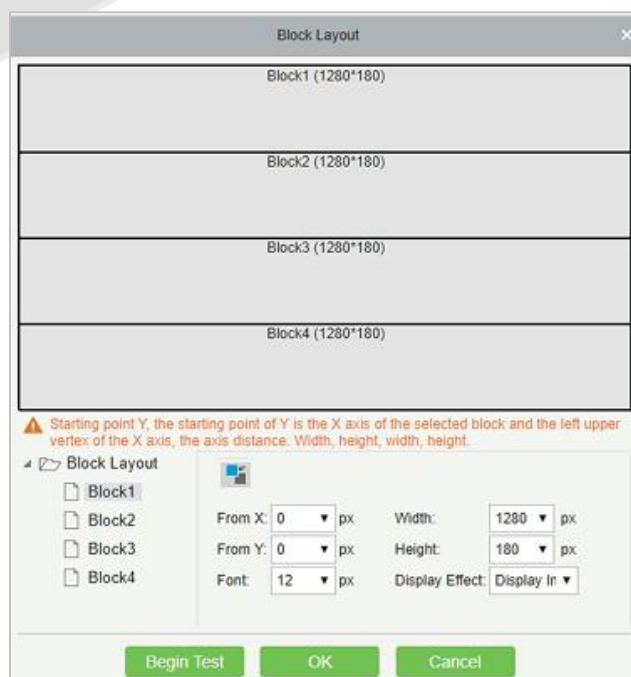 Block Layout
Block1 (1280*180)
Block2 (1280*180)
Block3 (1280*180)
Block4 (1280*180)
Starting point Y, the starting point of Y is the X axis of the selected block and the left upper
vertex of the X axis, the axis distance. Width, height, width, height.
Block Layout
Block1
Block2
Block3
Block4
From X: 0 px Width: 1280 px
From Y: 0 px Height: 180 px
Font: 12 px Display Effect: Display In
Begin Test OK Cancel